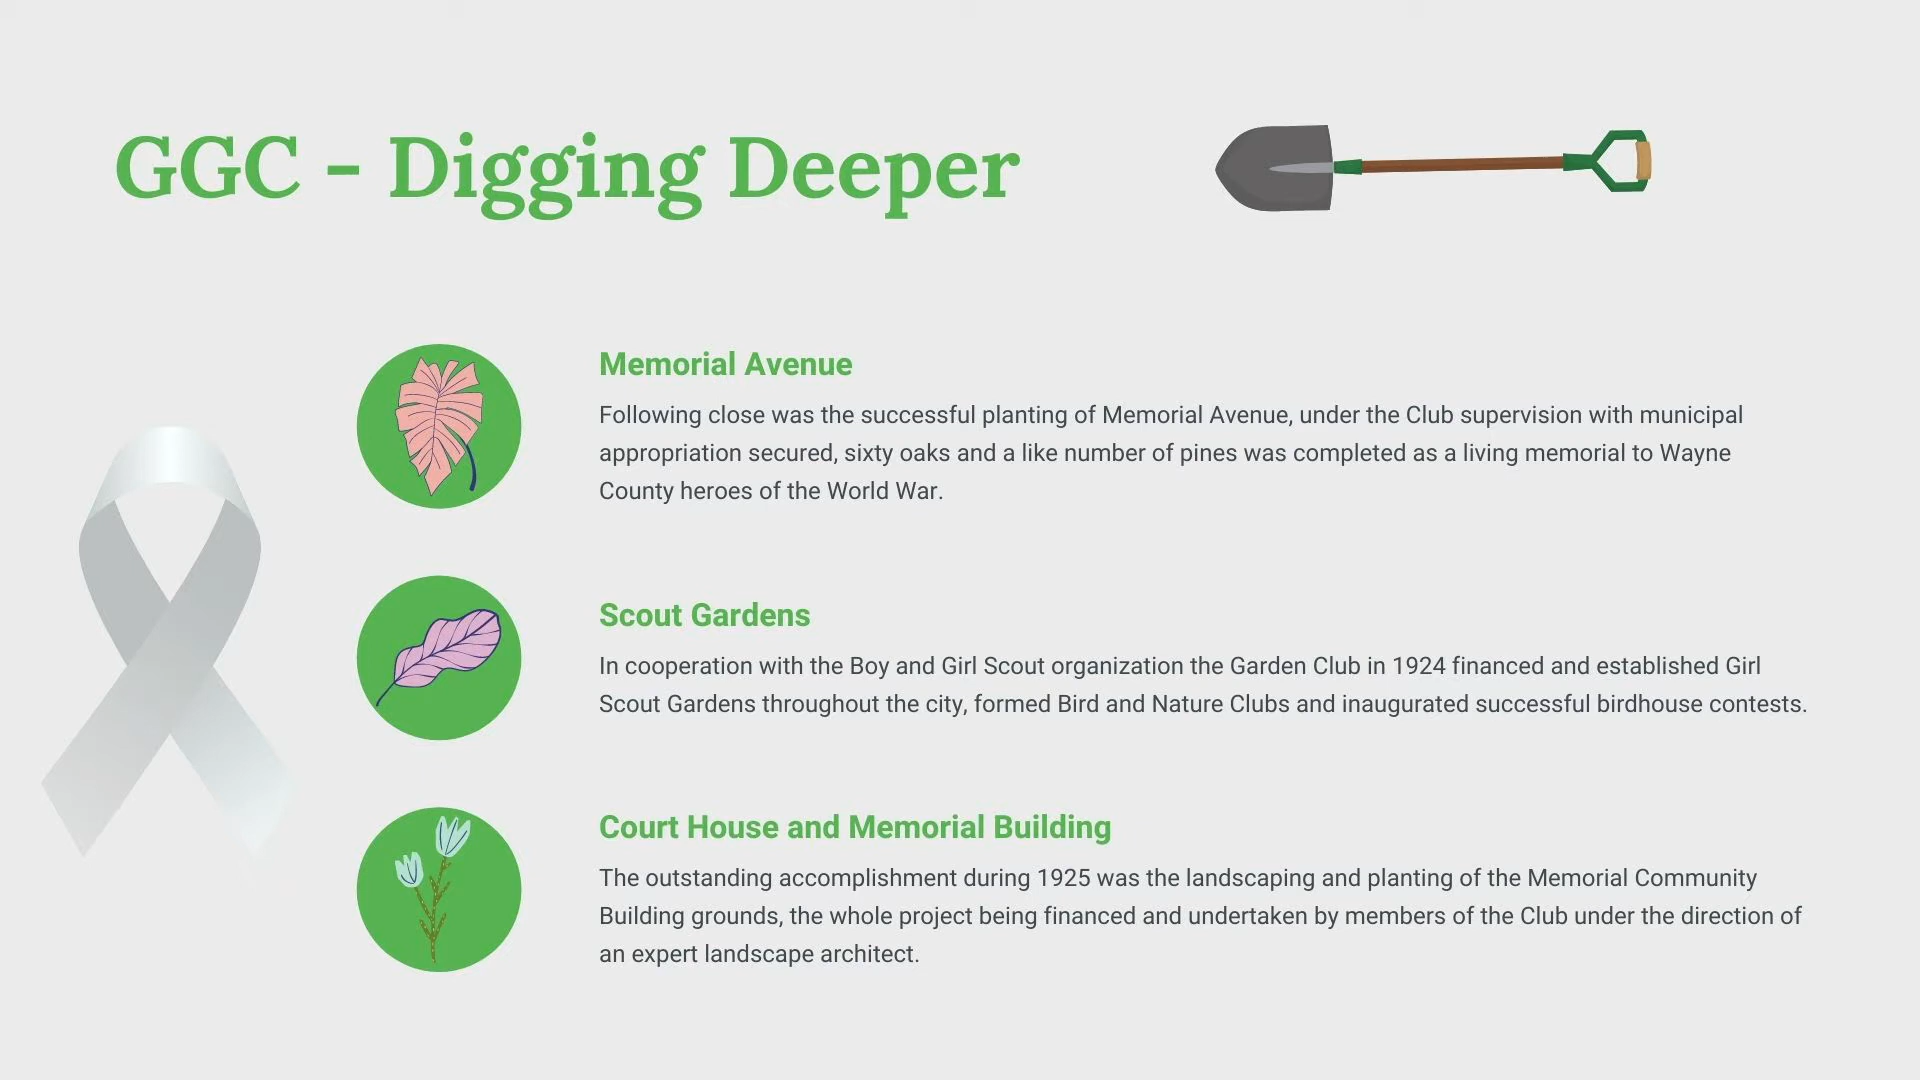 GGC - Digging Deeper
Memorial Avenue
Following close was the successful planting of Memorial Avenue, under the Club supervision with municipal
appropriation secured, sixty oaks and a like number of pines was completed as a living memorial to Wayne
County heroes of the World War.
Scout Gardens
In cooperation with the Boy and Girl Scout organization the Garden Club in 1924 financed and established Girl
Scout Gardens throughout the city, formed Bird and Nature Clubs and inaugurated successful birdhouse contests.
Court House and Memorial Building
The outstanding accomplishment during 1925 was the landscaping and planting of the Memorial Community
Building grounds, the whole project being financed and undertaken by members of the Club under the direction of
an expert landscape architect.